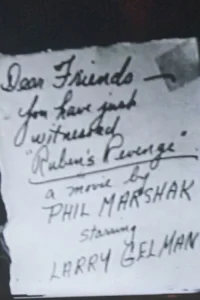 Dear Friends —
you have just
witnessed
"Ruben's Revenge"
a movie by
PHIL MARSHAK
starring
LARRY GELMAN